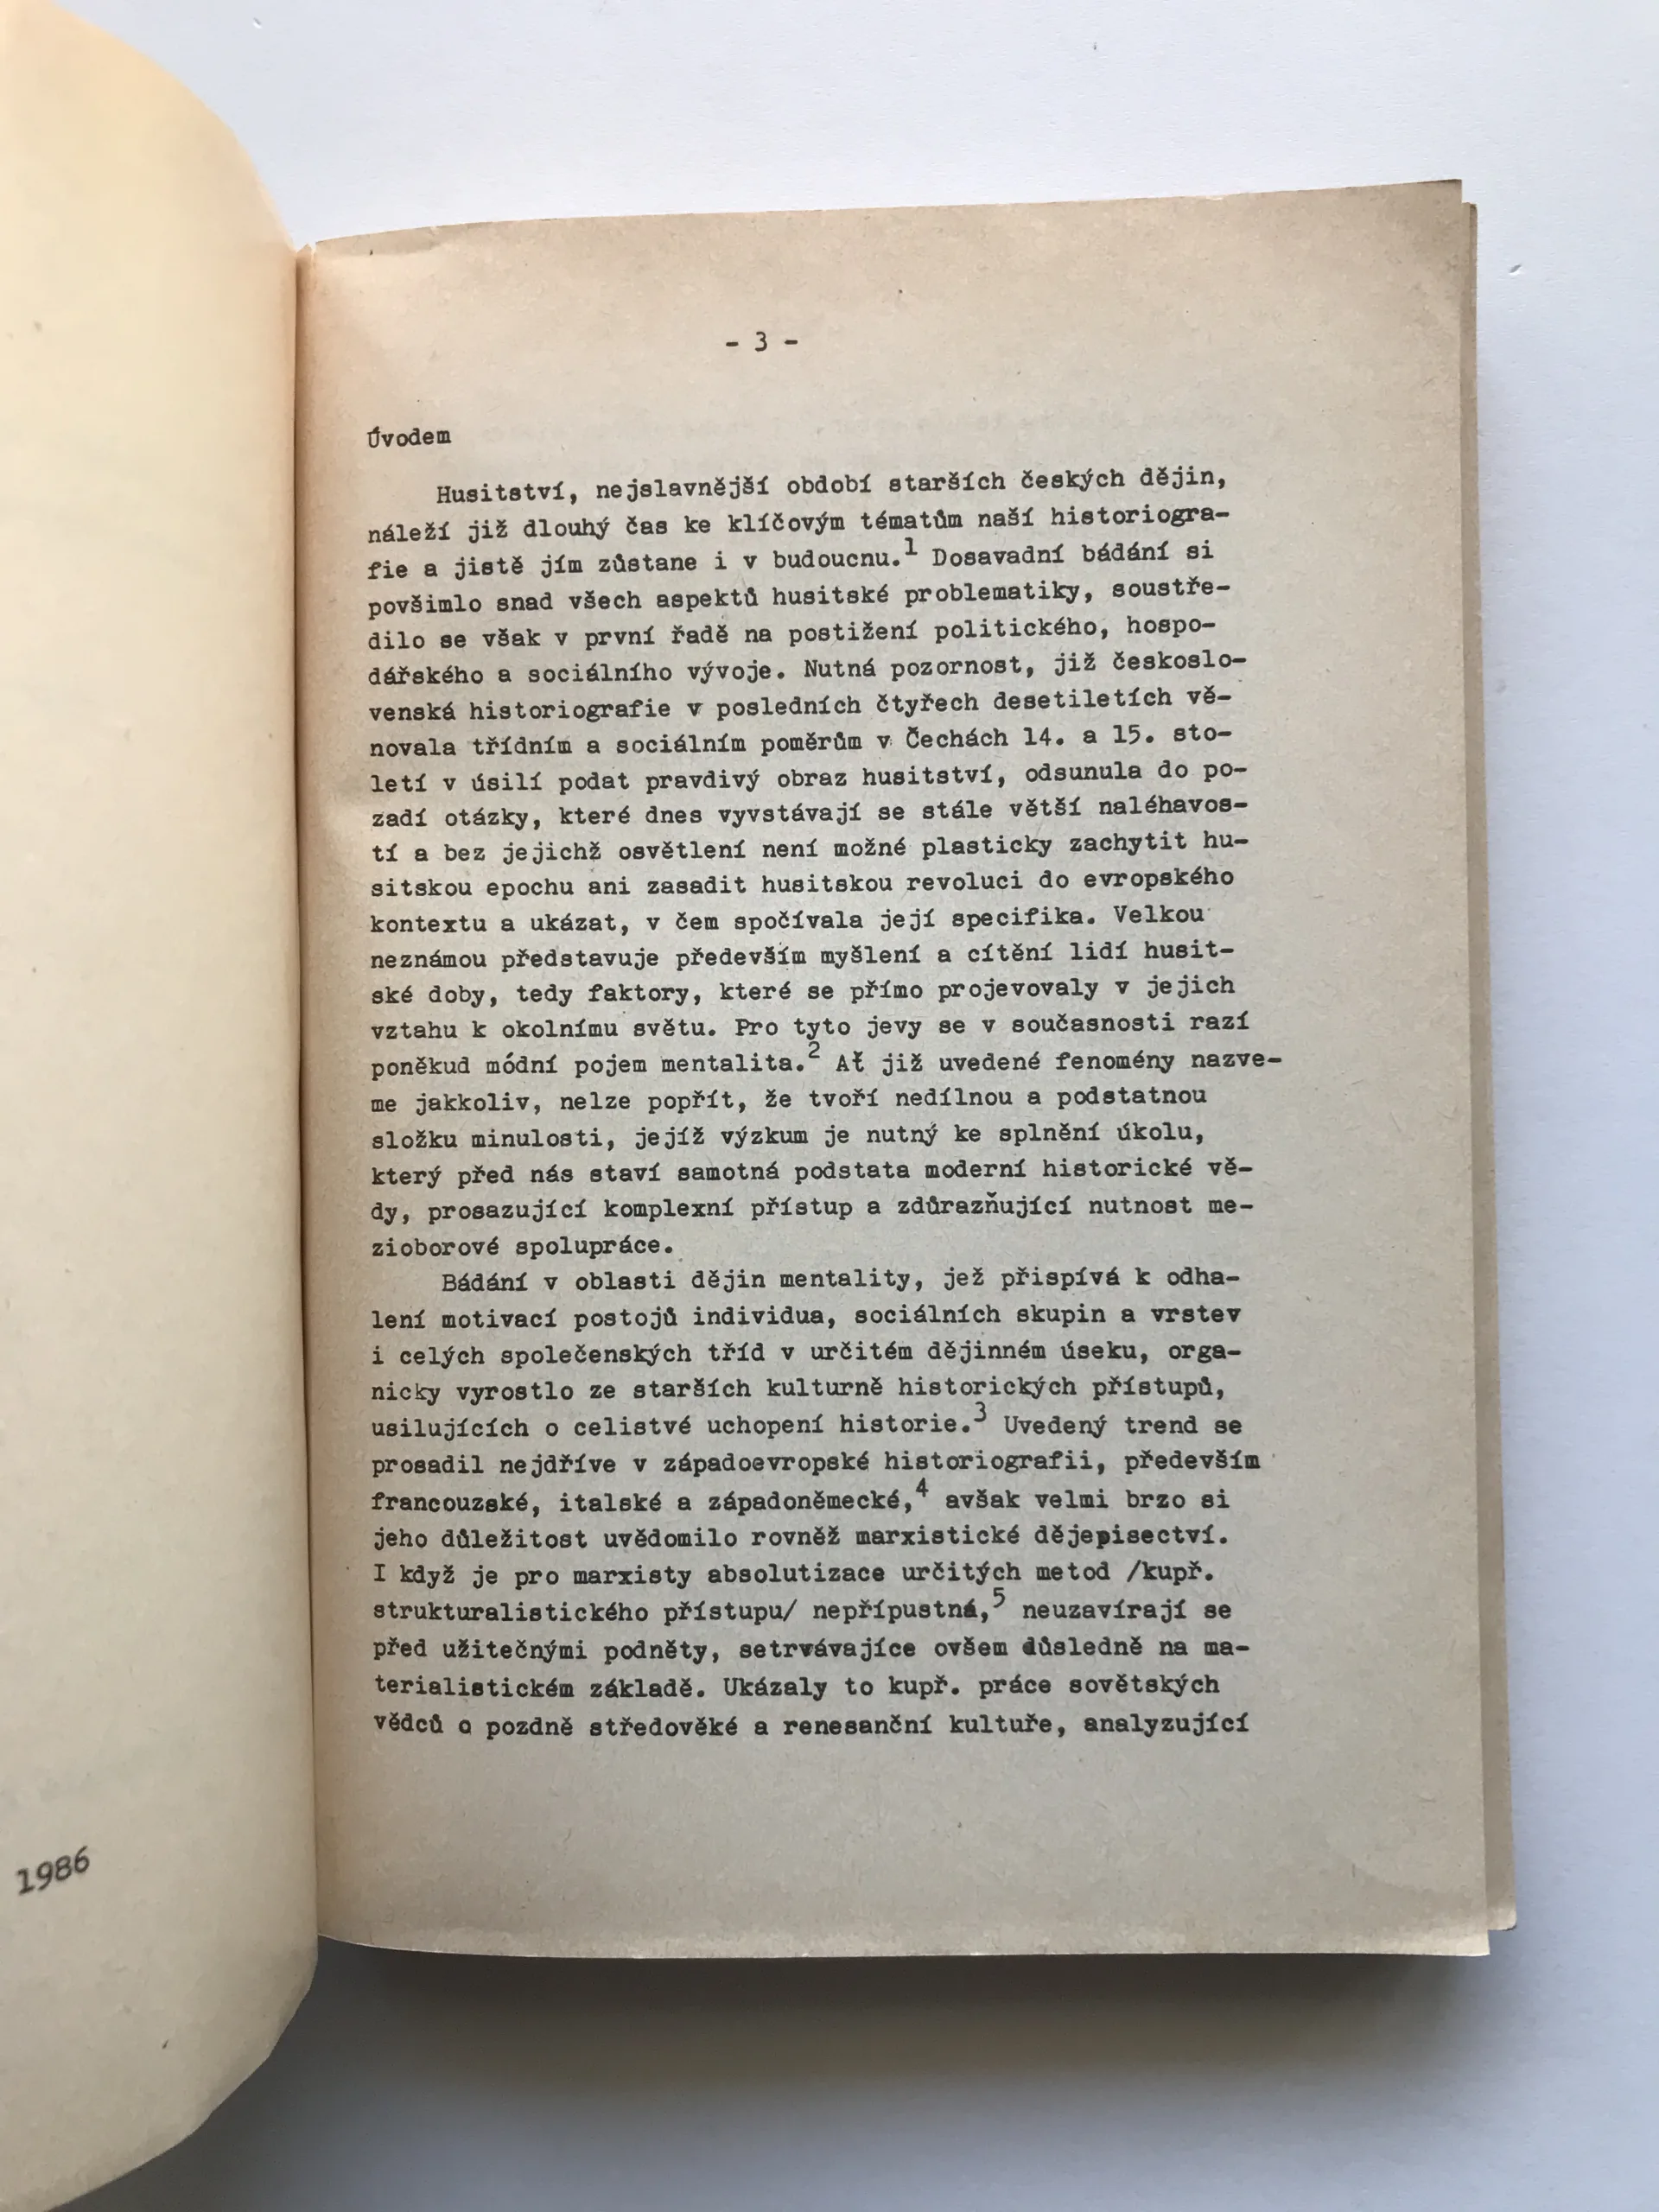 1986
- 3 -
Úvodem
Husitství, nejslavnější období starších českých dějin,
náleží již dlouhý čas ke klíčovým tématům naší historiogra-
fie a jistě jím zůstane i v budoucnu.1 Dosavadní bádání si
povšimlo snad všech aspektů husitské problematiky, soustře-
dilo se však v první řadě na postižení politického, hospo-
dářského a sociálního vývoje. Nutná pozornost, již českoslo-
venská historiografie v posledních čtyřech desetiletích vě-
novala třídním a sociálním poměrům v Čechách 14. a 15. sto-
letí v úsilí podat pravdivý obraz husitství, odsunula do po-
zadí otázky, které dnes vyvstávají se stále větší naléhavos-
tí a bez jejichž osvětlení není možné plasticky zachytit hu-
sitskou epochu ani zasadit husitskou revoluci do evropského
kontextu a ukázat, v čem spočívala její specifika. Velkou
neznámou představuje především myšlení a cítění lidí husit-
ské doby, tedy faktory, které se přímo projevovaly v jejich
vztahu k okolnímu světu. Pro tyto jevy se v současnosti razí
poněkud módní pojem mentalita.2 Ať již uvedené fenomény nazve-
me jakkoliv, nelze popřít, že tvoří nedílnou a podstatnou
složku minulosti, jejíž výzkum je nutný ke splnění úkolu,
který před nás staví samotná podstata moderní historické vě-
dy, prosazující komplexní přístup a zdůrazňující nutnost me-
zioborové spolupráce.
Bádání v oblasti dějin mentality, jež přispívá k odha-
lení motivací postojů individua, sociálních skupin a vrstev
i celých společenských tříd v určitém dějinném úseku, orga-
nicky vyrostlo ze starších kulturně historických přístupů,
usilujících o celistvé uchopení historie.3 Uvedený trend se
prosadil nejdříve v západoevropské historiografii, především
francouzské, italské a západoněmecké,4 avšak velmi brzo si
jeho důležitost uvědomilo rovněž marxistické dějepisectví.
I když je pro marxisty absolutizace určitých metod /kupř.
strukturalistického přístupu/ nepřípustná,5 neuzavírají se
před užitečnými podněty, setrvávajíce ovšem důsledně na ma-
terialistickém základě. Ukázaly to kupř. práce sovětských
vědců o pozdně středověké a renesanční kultuře, analyzující